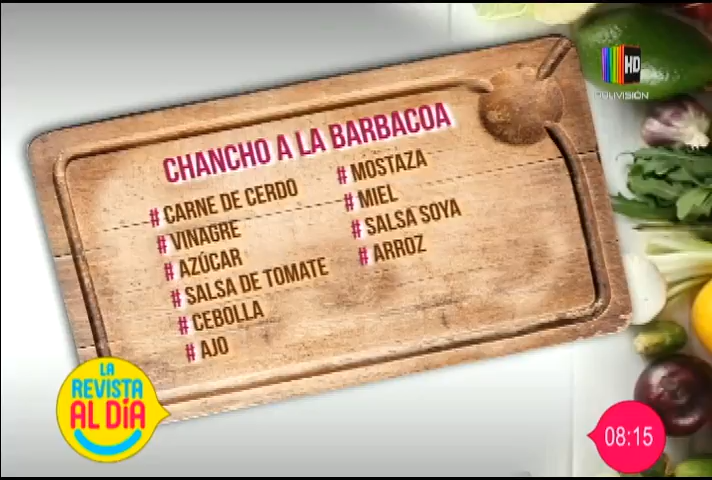 CHANCHO A LA BARBACOA
# CARNE DE CERDO
# VINAGRE
# AZÚCAR
# SALSA DE TOMATE
# CEBOLLA
# AJO
# MOSTAZA
# MIEL
# SALSA SOYA
# ARROZ
HD
BOLIVISIÓN
LA
REVISTA
AL DÍA
08:15